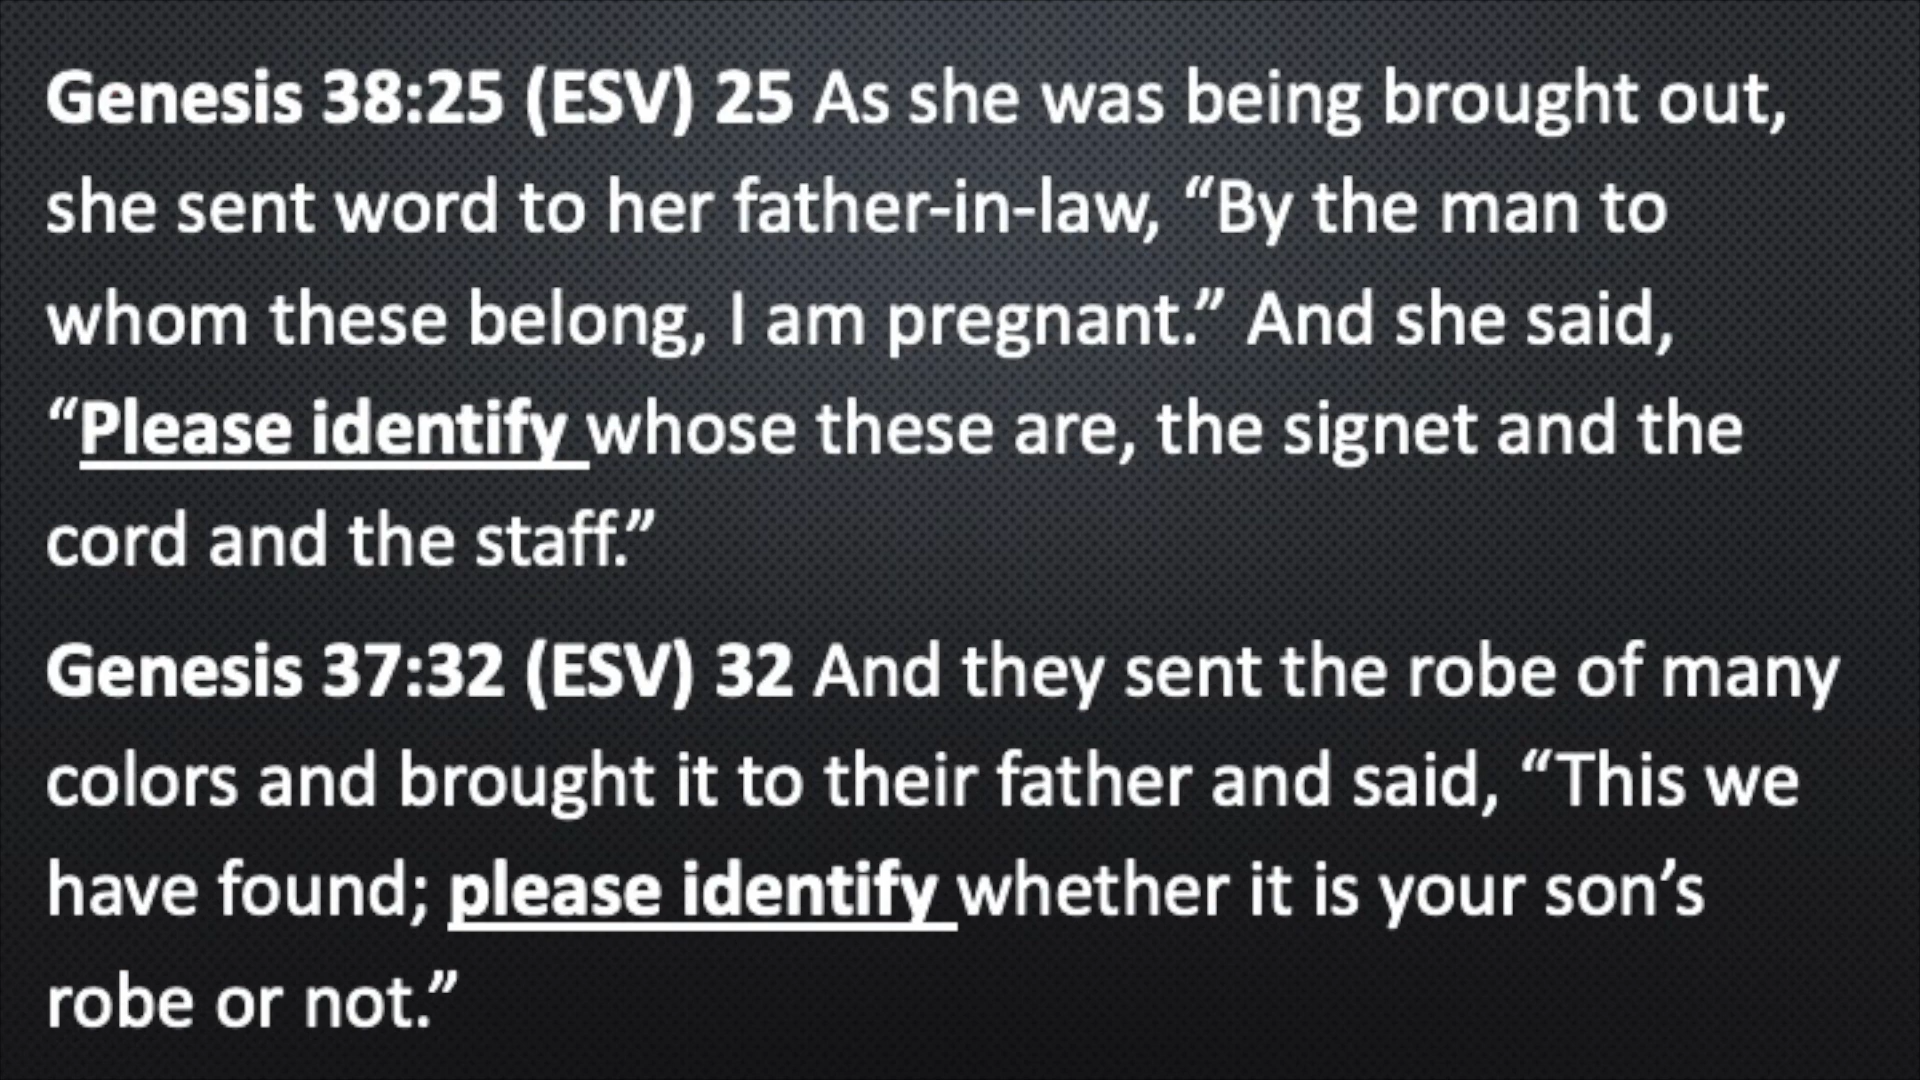 Genesis 38:25 (ESV) 25 As she was being brought out,
she sent word to her father-in-law, “By the man to
whom these belong, I am pregnant.” And she said,
“Please identify whose these are, the signet and the
cord and the staff.”
Genesis 37:32 (ESV) 32 And they sent the robe of many
colors and brought it to their father and said, “This we
have found; please identify whether it is your son’s
robe or not.”